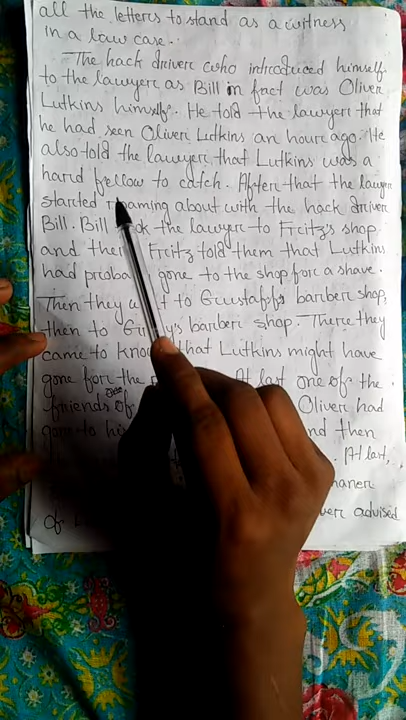 all the letters to stand as a witness
in a law case.
The hack driver who introduced himself
to the lawyer as Bill in fact was Oliver
Lutkins himself. He told the lawyer that
he had seen Oliver Lutkins an hour ago. He
also told the lawyer that Lutkins was a
hard fellow to catch. After that the lawyer
started roaming about with the hack driver
Bill. Bill the lawyer to Fritz's shop
and there Fritz told them that Lutkins
had gone to the shop for a shave.
Then they to Gustaff's barber shop,
then to barber shop. There they
came to know that Lutkins might have
gone for the At last one of the
friends of Oliver had
gone to his and then
At last,
of advised